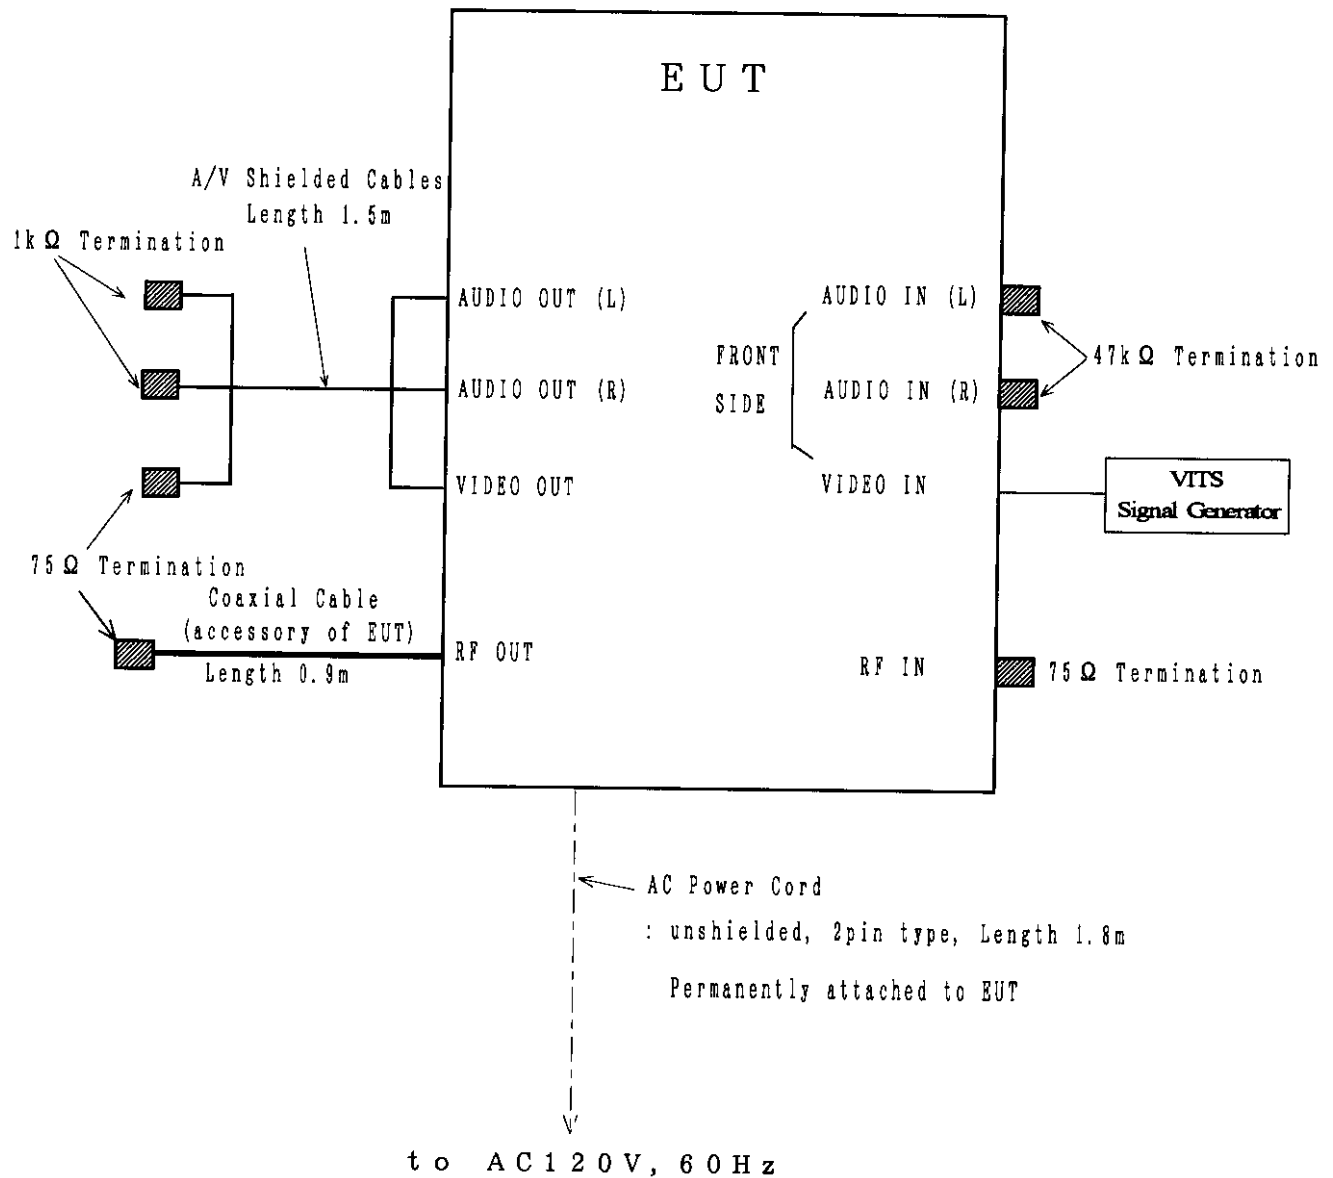 EUT
A/V Shielded Cables
Length 1.5m
1kΩ Termination
AUDIO OUT (L)
AUDIO IN (L)
FRONT
SIDE
47kΩ Termination
AUDIO OUT (R)
AUDIO IN (R)
VIDEO OUT
VIDEO IN
VITS
Signal Generator
75Ω Termination
Coaxial Cable
(accessory of EUT)
Length 0.9m
RF OUT
RF IN
75Ω Termination
AC Power Cord
: unshielded, 2pin type, Length 1.8m
Permanently attached to EUT
to AC120V, 60Hz